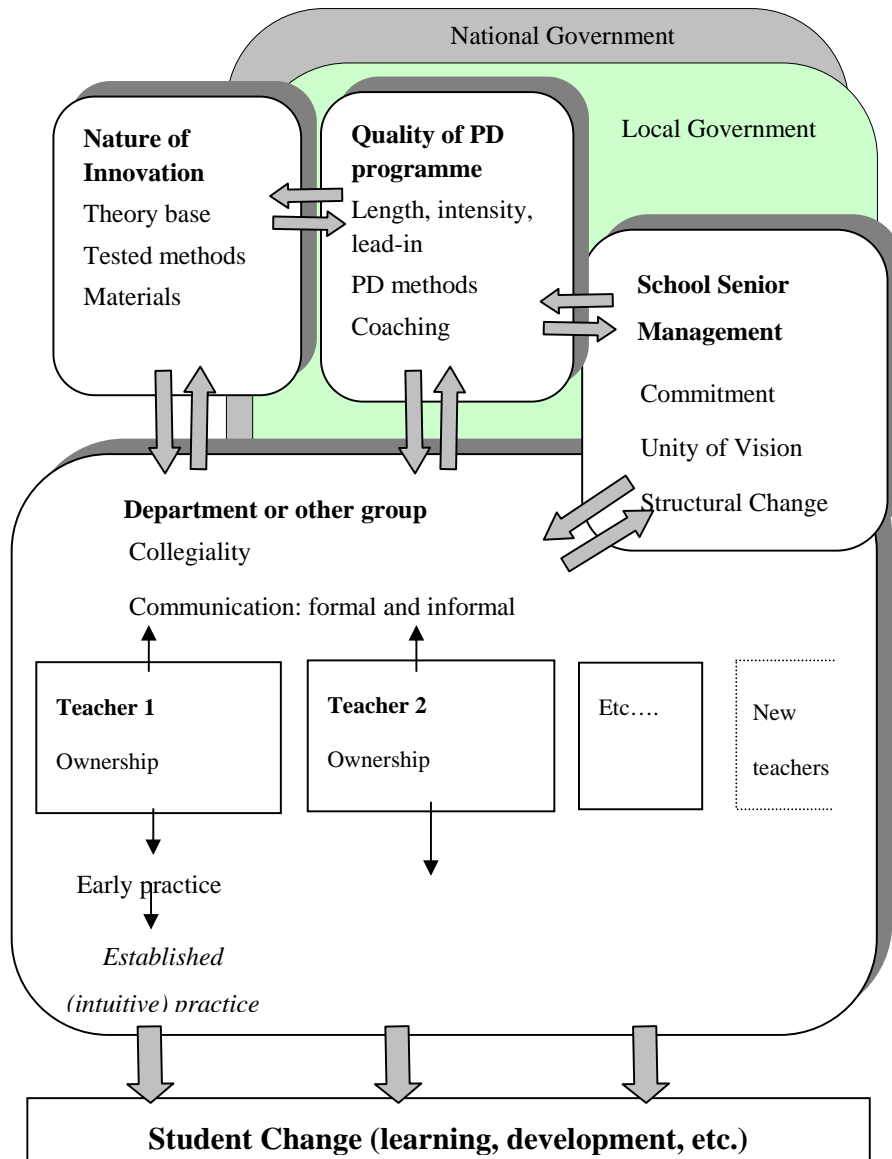 National Government
Local Government
Nature of
Innovation
Theory base
Tested methods
Materials
Quality of PD
programme
Length, intensity,
lead-in
PD methods
Coaching
School Senior
Management
Commitment
Unity of Vision
Structural Change
Department or other group
Collegiality
Communication: formal and informal
Teacher 1
Ownership
Teacher 2
Ownership
Etc….
New
teachers
Early practice
Established
(intuitive) practice
Student Change (learning, development, etc.)